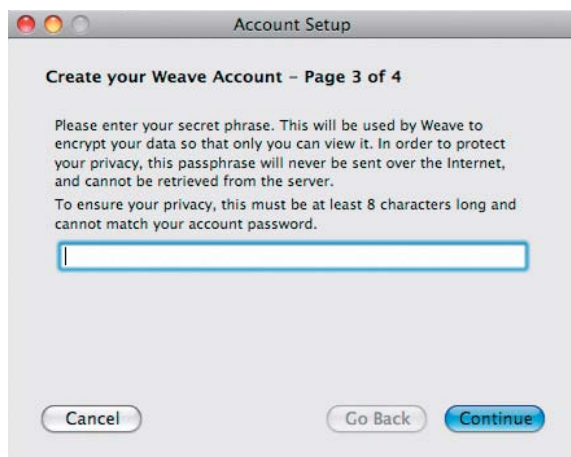 Account Setup
Create your Weave Account – Page 3 of 4
Please enter your secret phrase. This will be used by Weave to
encrypt your data so that only you can view it. In order to protect
your privacy, this passphrase will never be sent over the Internet,
and cannot be retrieved from the server.
To ensure your privacy, this must be at least 8 characters long and
cannot match your account password.
Cancel
Go Back
Continue